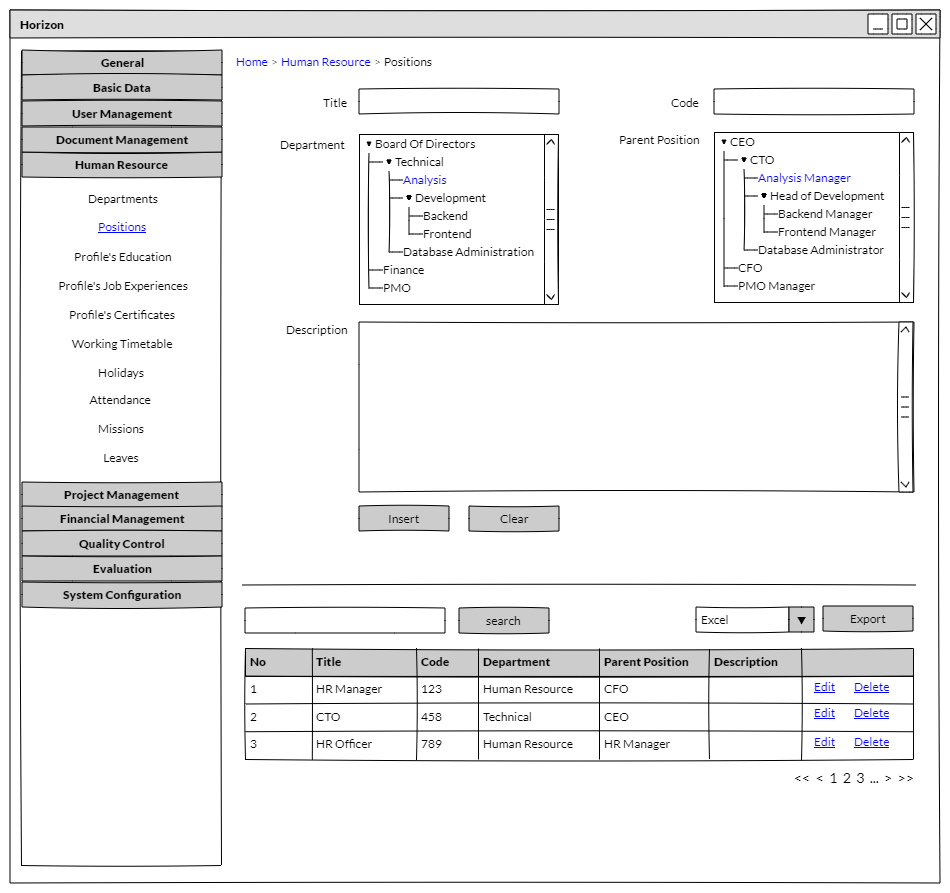 Horizon
General
Basic Data
User Management
Document Management
Human Resource
Departments
Positions
Profile's Education
Profile's Job Experiences
Profile's Certificates
Working Timetable
Holidays
Attendance
Missions
Leaves
Project Management
Financial Management
Quality Control
Evaluation
System Configuration
Home > Human Resource > Positions
Title
Code
Department
Board Of Directors
Technical
Analysis
Development
Backend
Frontend
Database Administration
Finance
PMO
Parent Position
CEO
CTO
Analysis Manager
Head of Development
Backend Manager
Frontend Manager
Database Administrator
CFO
PMO Manager
Description
Insert Clear
search Excel Export
No Title Code Department Parent Position Description
1 HR Manager 123 Human Resource CFO Edit Delete
2 CTO 458 Technical CEO Edit Delete
3 HR Officer 789 Human Resource HR Manager Edit Delete
<< < 1 2 3 ... > >>